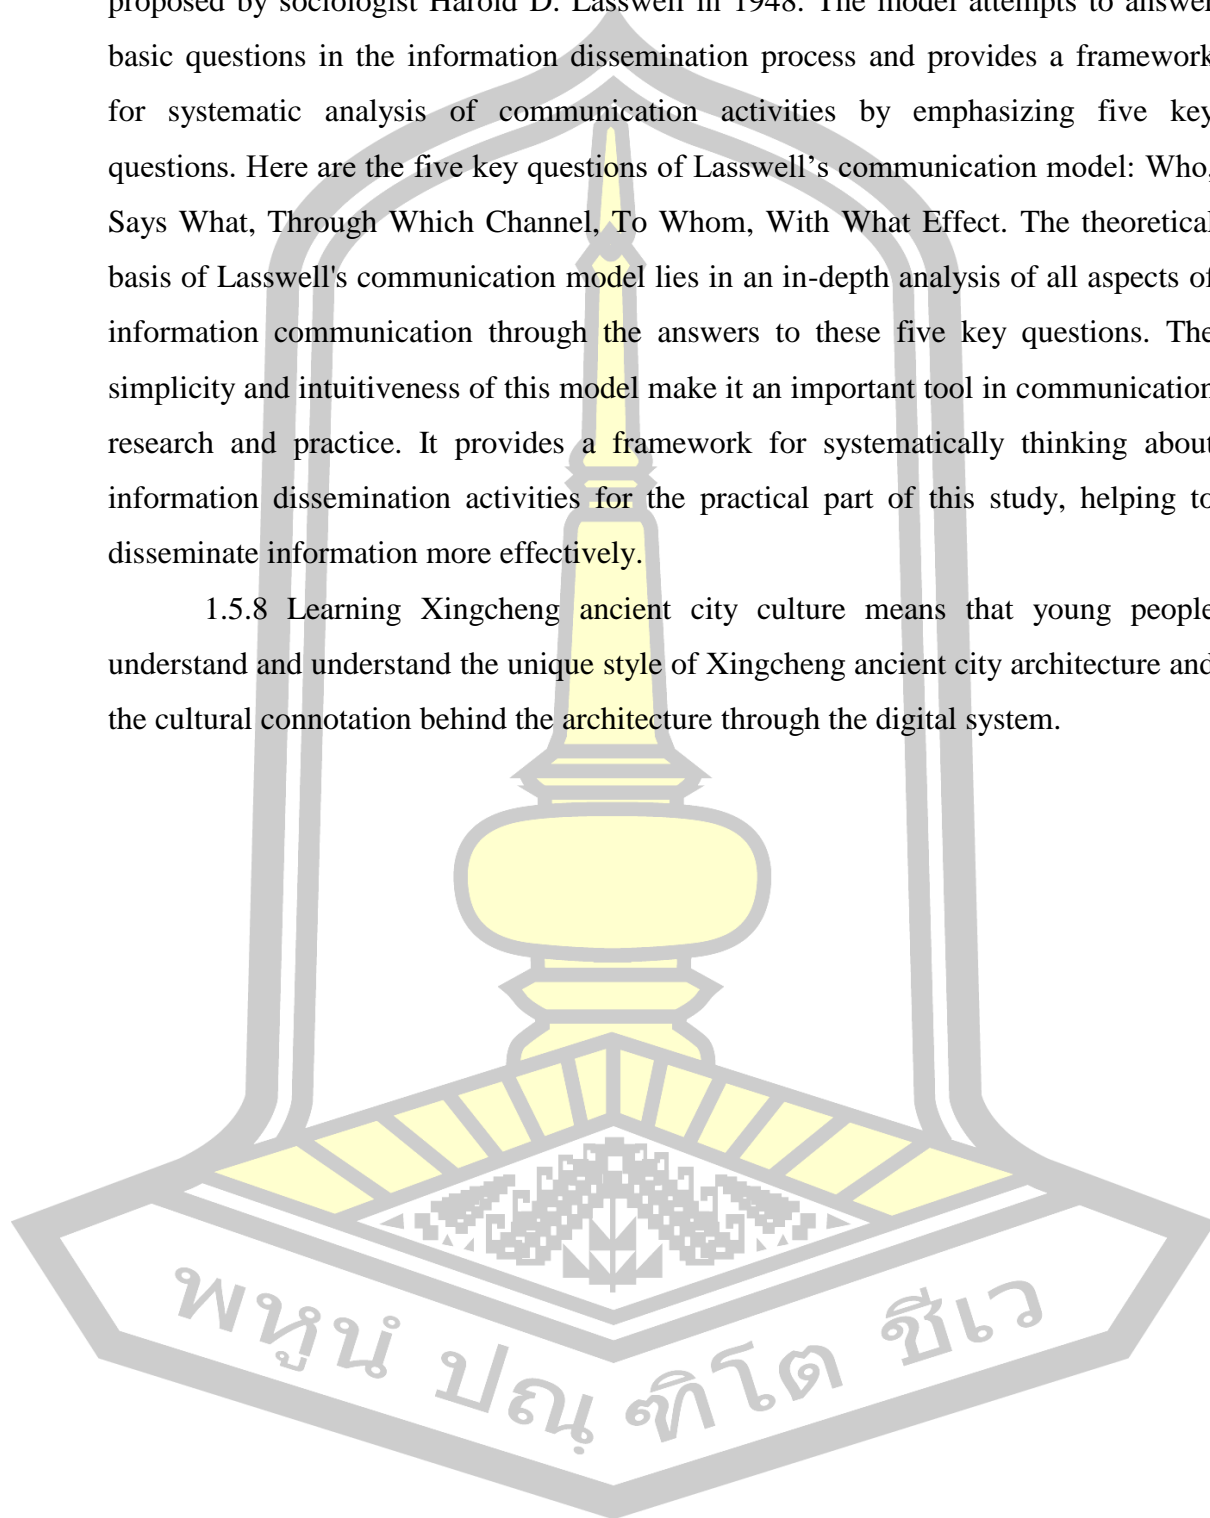 proposed by sociologist Harold D. Lasswell in 1948. The model attempts to answer
basic questions in the information dissemination process and provides a framework
for systematic analysis of communication activities by emphasizing five key
questions. Here are the five key questions of Lasswell’s communication model: Who,
Says What, Through Which Channel, To Whom, With What Effect. The theoretical
basis of Lasswell's communication model lies in an in-depth analysis of all aspects of
information communication through the answers to these five key questions. The
simplicity and intuitiveness of this model make it an important tool in communication
research and practice. It provides a framework for systematically thinking about
information dissemination activities for the practical part of this study, helping to
disseminate information more effectively.
1.5.8 Learning Xingcheng ancient city culture means that young people
understand and understand the unique style of Xingcheng ancient city architecture and
the cultural connotation behind the architecture through the digital system.
พหูนํ ปณฺ ฑิโต ชีเว